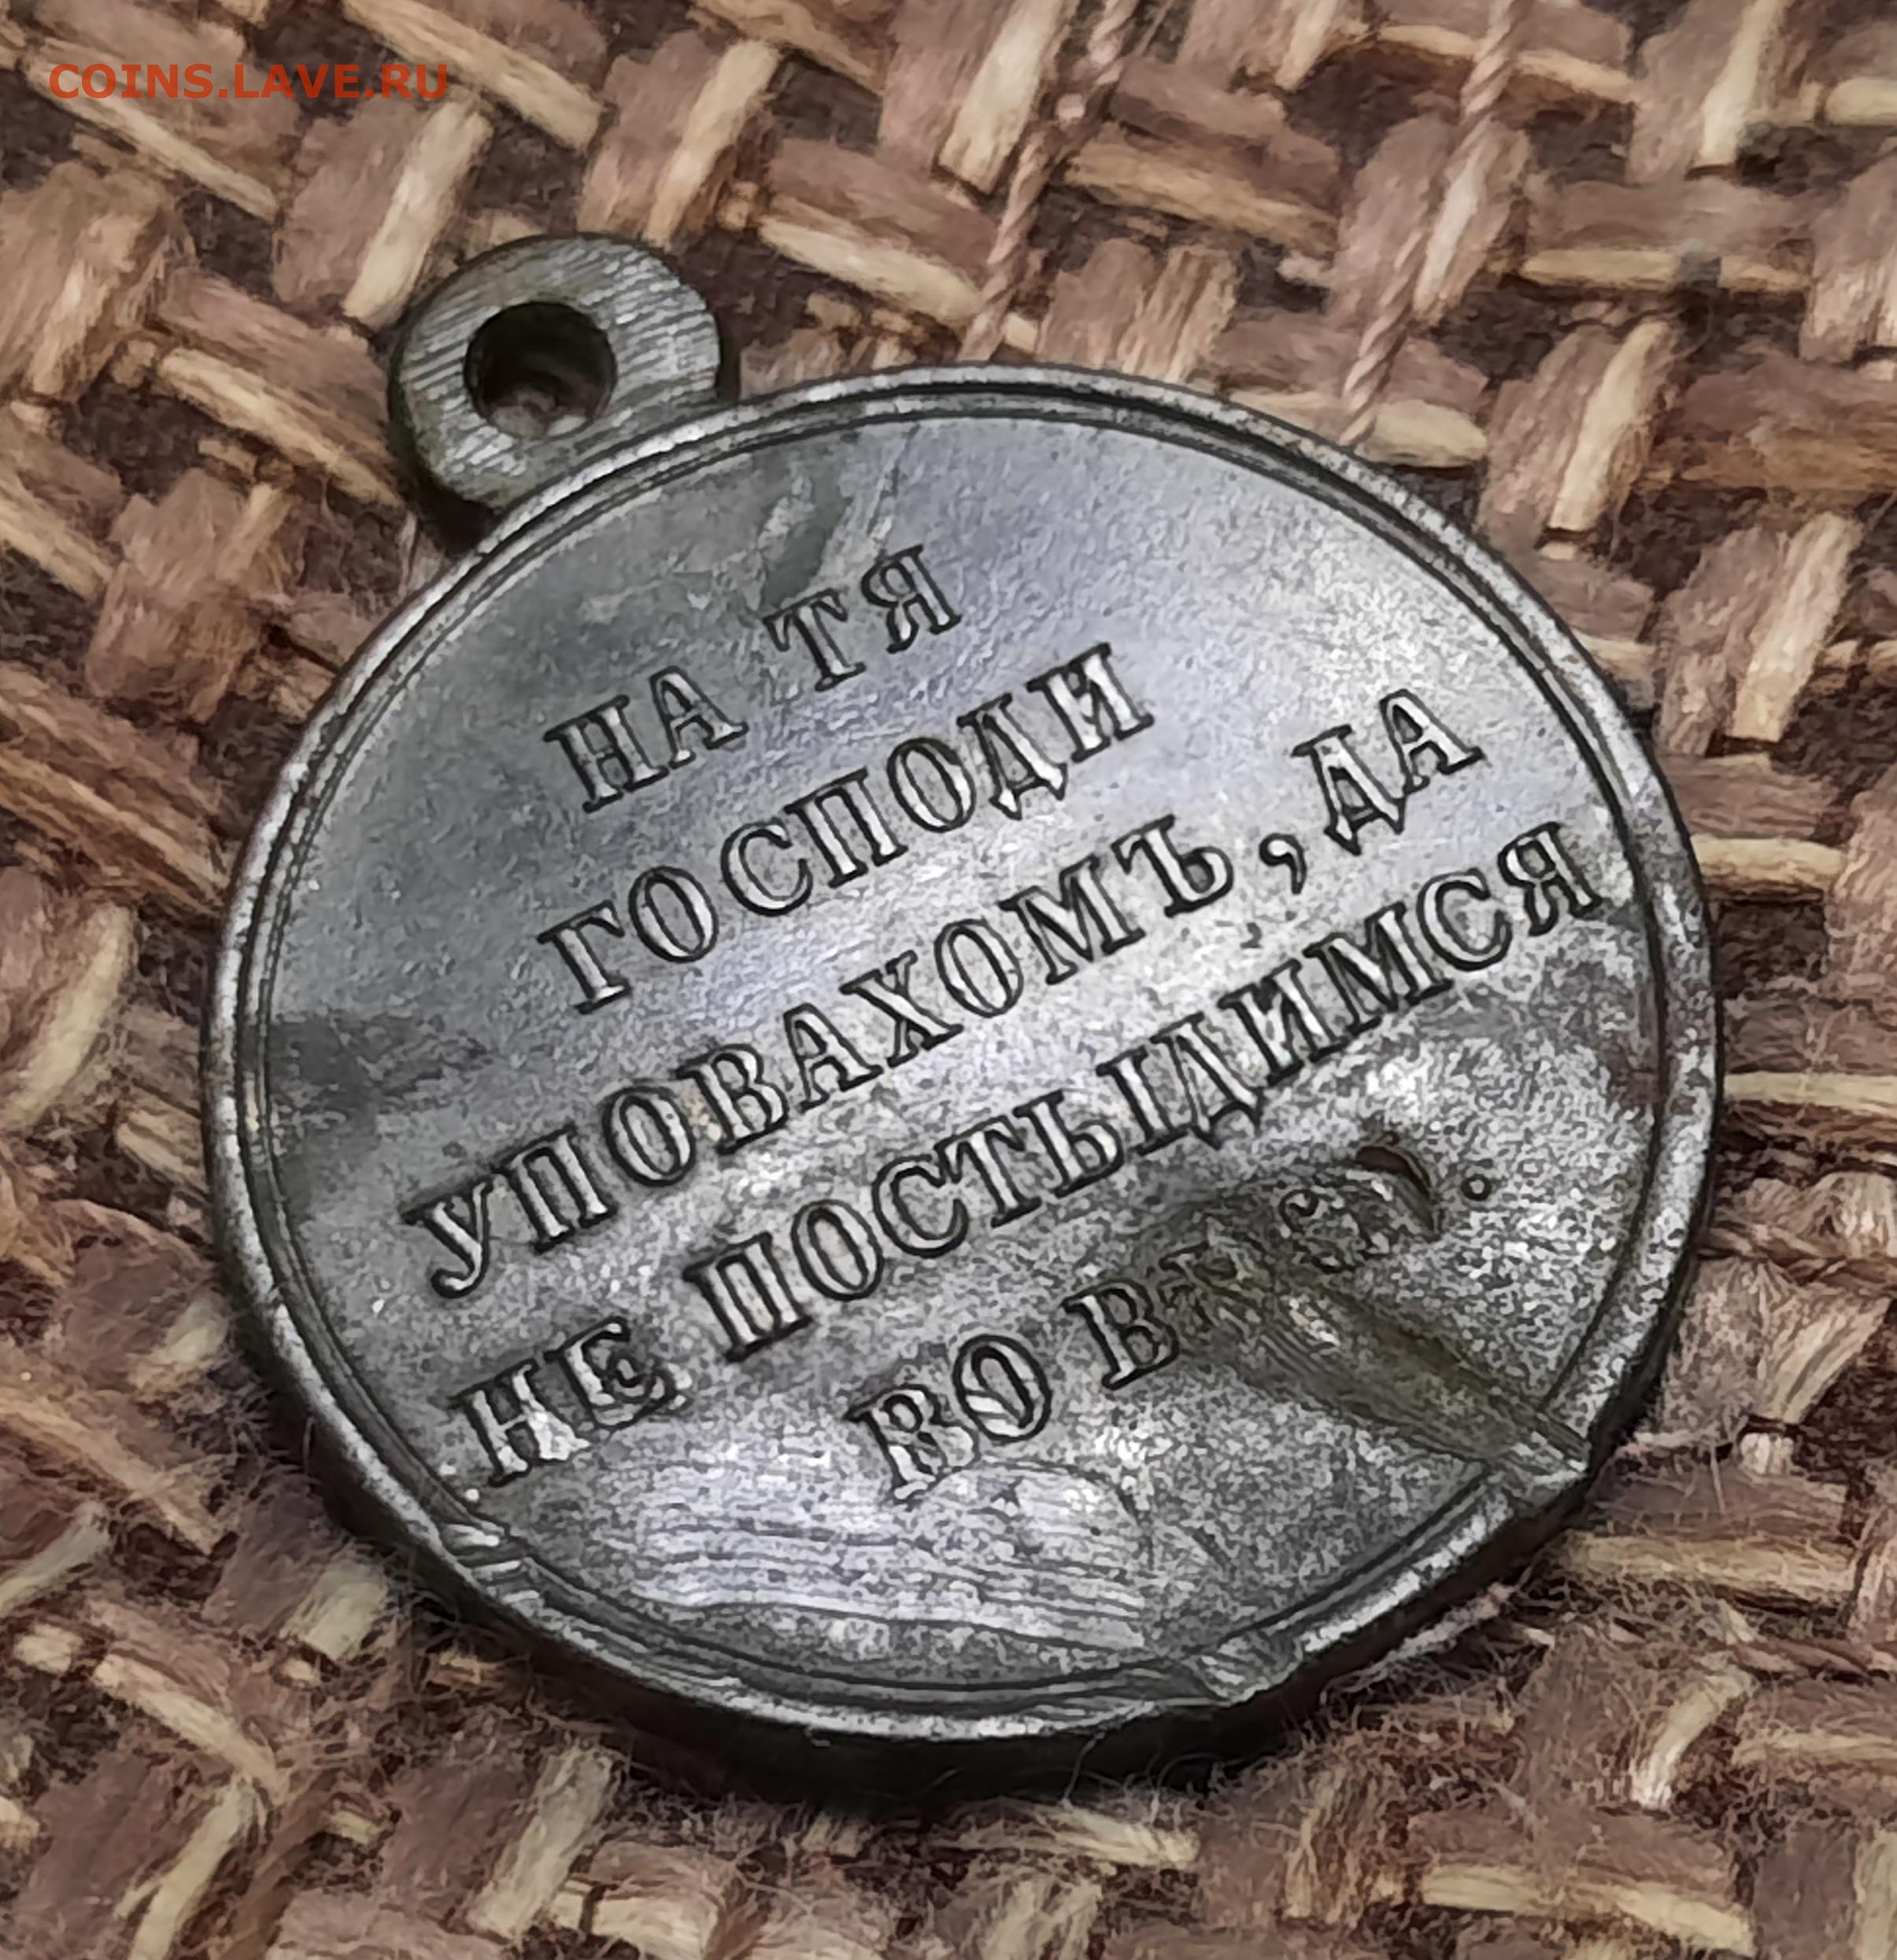 COINS.LAVE.RU
НА ТЯ
ГОСПОДИ
УПОВАХОМЪ, ДА
НЕ ПОСТЫДИМСЯ
ВО